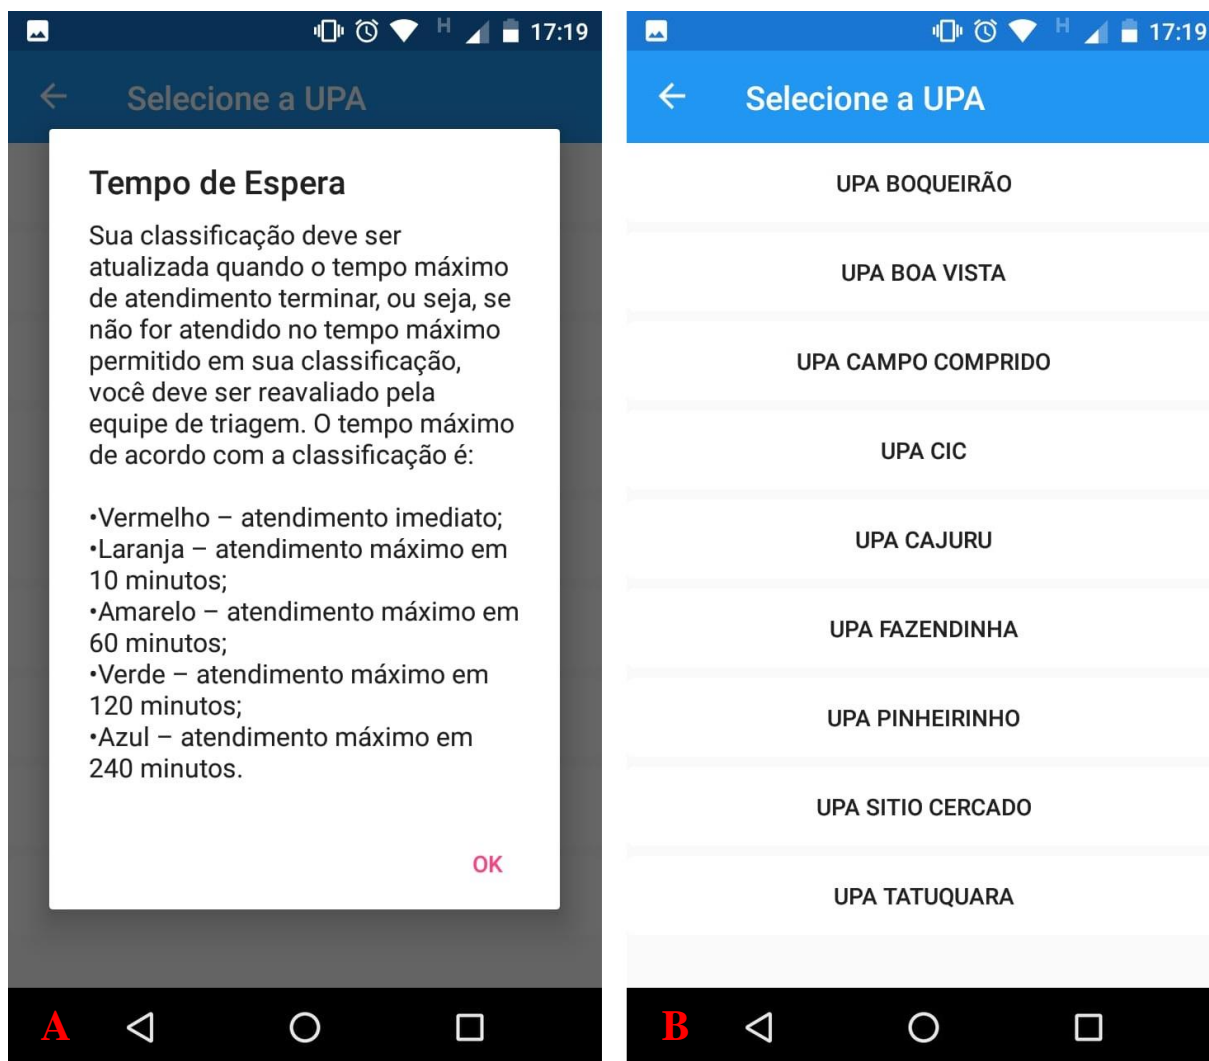 H 17:19
Selecione a UPA
Tempo de Espera
Sua classificação deve ser
atualizada quando o tempo máximo
de atendimento terminar, ou seja, se
não for atendido no tempo máximo
permitido em sua classificação,
você deve ser reavaliado pela
equipe de triagem. O tempo máximo
de acordo com a classificação é:
•Vermelho – atendimento imediato;
•Laranja – atendimento máximo em
10 minutos;
•Amarelo – atendimento máximo em
60 minutos;
•Verde – atendimento máximo em
120 minutos;
•Azul – atendimento máximo em
240 minutos.
OK
A
H 17:19
Selecione a UPA
UPA BOQUEIRÃO
UPA BOA VISTA
UPA CAMPO COMPRIDO
UPA CIC
UPA CAJURU
UPA FAZENDINHA
UPA PINHEIRINHO
UPA SITIO CERCADO
UPA TATUQUARA
B